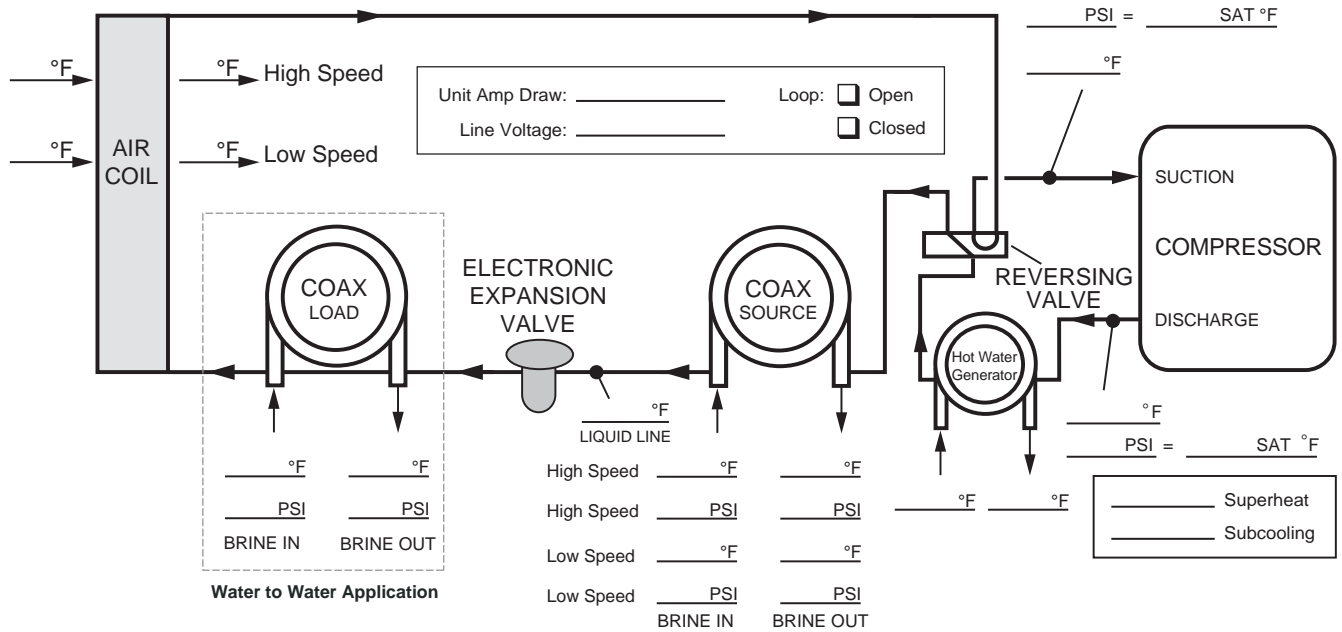 PSI = SAT °F
°F
°F °F High Speed
°F °F Low Speed
AIR
COIL
Unit Amp Draw: Loop: ❑ Open
Line Voltage: ❑ Closed
SUCTION
COMPRESSOR
DISCHARGE
REVERSING
VALVE
COAX
LOAD
ELECTRONIC
EXPANSION
VALVE
COAX
SOURCE
Hot Water
Generator
°F
LIQUID LINE
°F
PSI = SAT °F
°F °F
PSI PSI
BRINE IN BRINE OUT
Water to Water Application
High Speed °F °F
High Speed PSI PSI
Low Speed °F °F
Low Speed PSI PSI
BRINE IN BRINE OUT
°F °F
Superheat
Subcooling